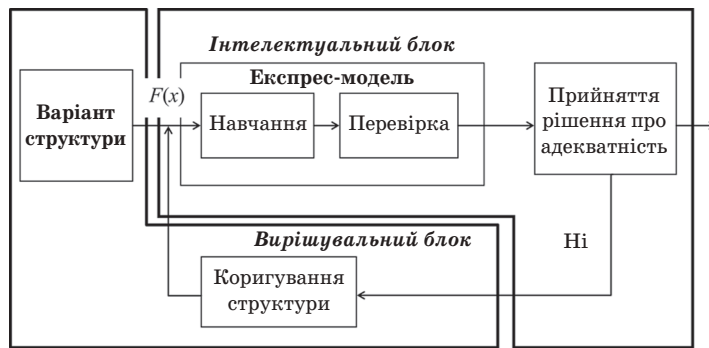 Інтелектуальний блок
Експрес-модель
Варіант
структури
F(x)
Навчання
Перевірка
Прийняття
рішення про
адекватність
Вирішувальний блок
Ні
Коригування
структури